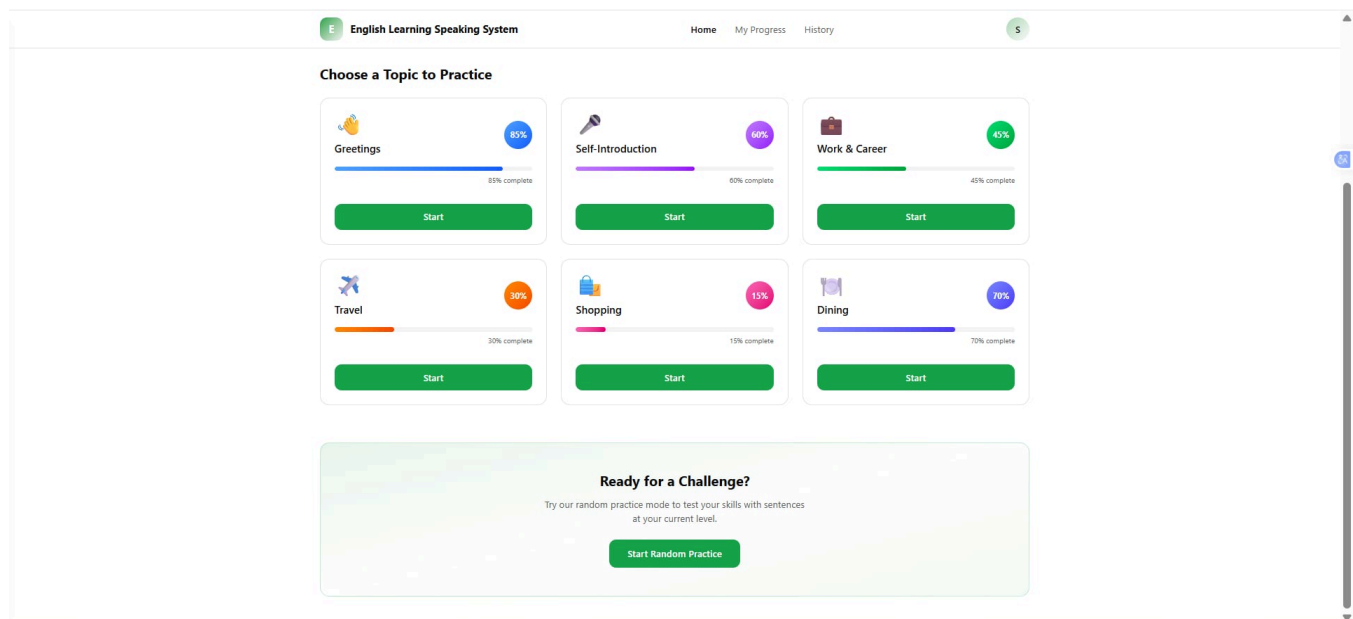 E
English Learning Speaking System
Home
My Progress
History
S
Choose a Topic to Practice
Greetings
85%
85% complete
Start
Self-Introduction
60%
60% complete
Start
Work & Career
45%
45% complete
Start
Travel
30%
30% complete
Start
Shopping
15%
15% complete
Start
Dining
70%
70% complete
Start
Ready for a Challenge?
Try our random practice mode to test your skills with sentences
at your current level.
Start Random Practice